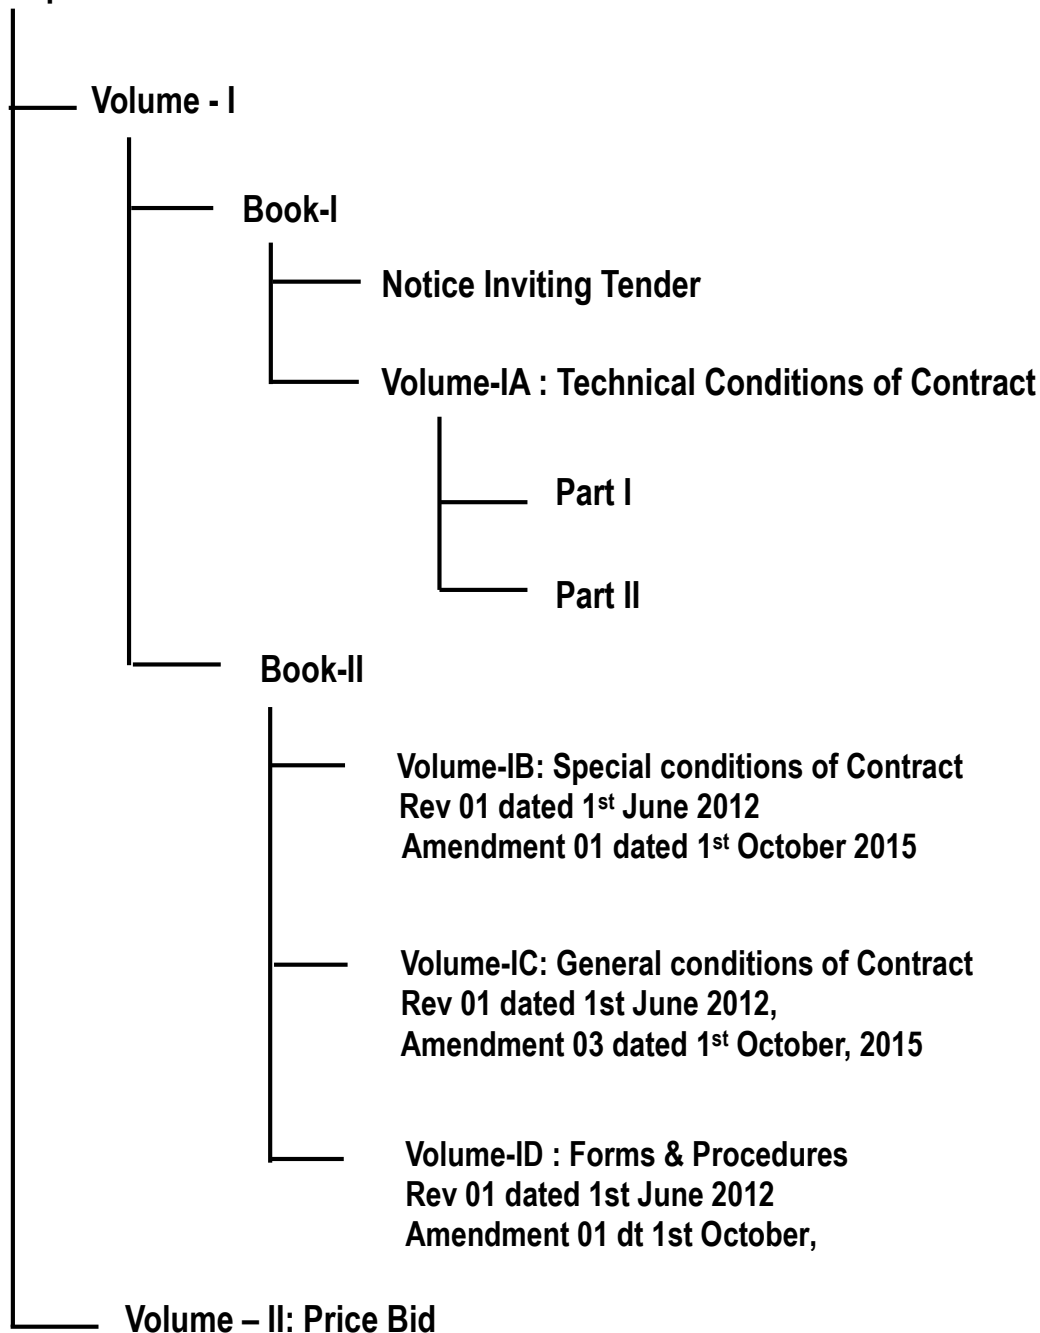 Volume - I
Book-I
Notice Inviting Tender
Volume-IA : Technical Conditions of Contract
Part I
Part II
Book-II
Volume-IB: Special conditions of Contract
Rev 01 dated 1st June 2012
Amendment 01 dated 1st October 2015
Volume-IC: General conditions of Contract
Rev 01 dated 1st June 2012,
Amendment 03 dated 1st October, 2015
Volume-ID : Forms & Procedures
Rev 01 dated 1st June 2012
Amendment 01 dt 1st October,
Volume – II: Price Bid